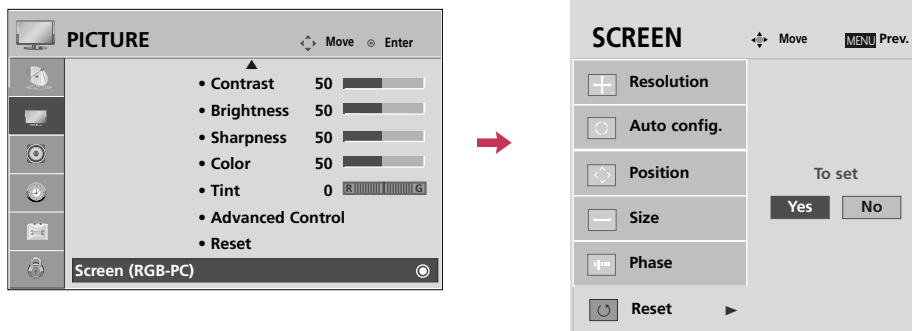 PICTURE
Move
Enter
• Contrast 50
• Brightness 50
• Sharpness 50
• Color 50
• Tint 0 R G
• Advanced Control
• Reset
Screen (RGB-PC)
SCREEN
Move
MENU Prev.
Resolution
Auto config.
Position
Size
Phase
Reset
To set
Yes No